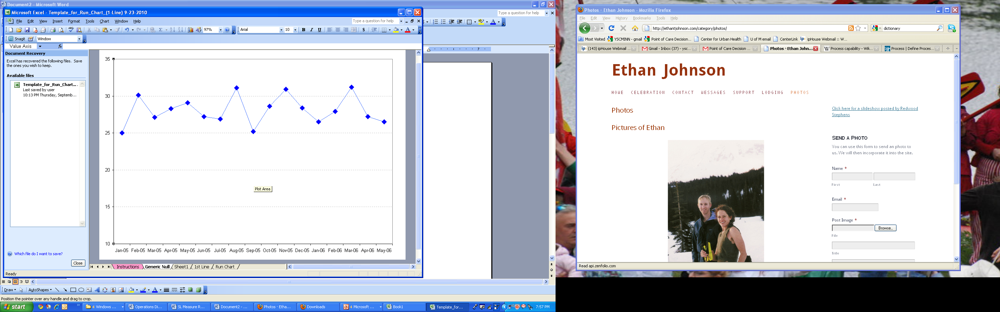 Document2 - Microsoft Word
Type a question for help
Microsoft Excel - Template_for_Run_Chart_(1-Line) 9-23-2010
File Edit View Insert Format Tools Chart Window Help
Type a question for help
97%
Arial
10
B I U
$
Snagit
Window
Value Axis
fx
Document Recovery
Excel has recovered the following files. Save
the ones you wish to keep.
Available files
Template_for_Run_Chart...
Last saved by user
10:13 PM Thursday, Septemb...
Which file do I want to save?
Close
35
30
25
20
15
10
Plot Area
Jan-05 Feb-05 Mar-05 Apr-05 May-05 Jun-05 Jul-05 Aug-05 Sep-05 Oct-05 Nov-05 Dec-05 Jan-06 Feb-06 Mar-06 Apr-06 May-06
Instructions Generic Null Sheet1 1st Line Run Chart
Ready
7
Draw AutoShapes
Position the pointer over any handle and drag to crop.
start
4 Windows ...
Operations Di...
SL Measure R...
Document2 - ...
Photos · Etha...
Downloads
4 Microsoft ...
Book1
Template_for...
7:57 PM
Photos · Ethan Johnson - Mozilla Firefox
File Edit View History Bookmarks Tools Help
http://ethantjohnson.com/category/photos/
dictionary
Most Visited YSCMINN - gmail Point of Care Decision... Center for Urban Health U of M email CenterLink ipHouse Webmail :: W...
(143) ipHouse Webmail ... Gmail - Inbox (37) - ysc... Point of Care Decision ... Photos · Ethan John... Process capability - Wik... Process | Define Proces...
Ethan Johnson
HOME CELEBRATION CONTACT MESSAGES SUPPORT LODGING PHOTOS
Photos
Pictures of Ethan
Click here for a slideshow posted by Redwood
Stephens
SEND A PHOTO
You can use this form to send an photo to
us. We will then incorporate it into the site.
Name *
First Last
Email *
Post Image *
Browse...
File
Title
Read api.zenfolio.com